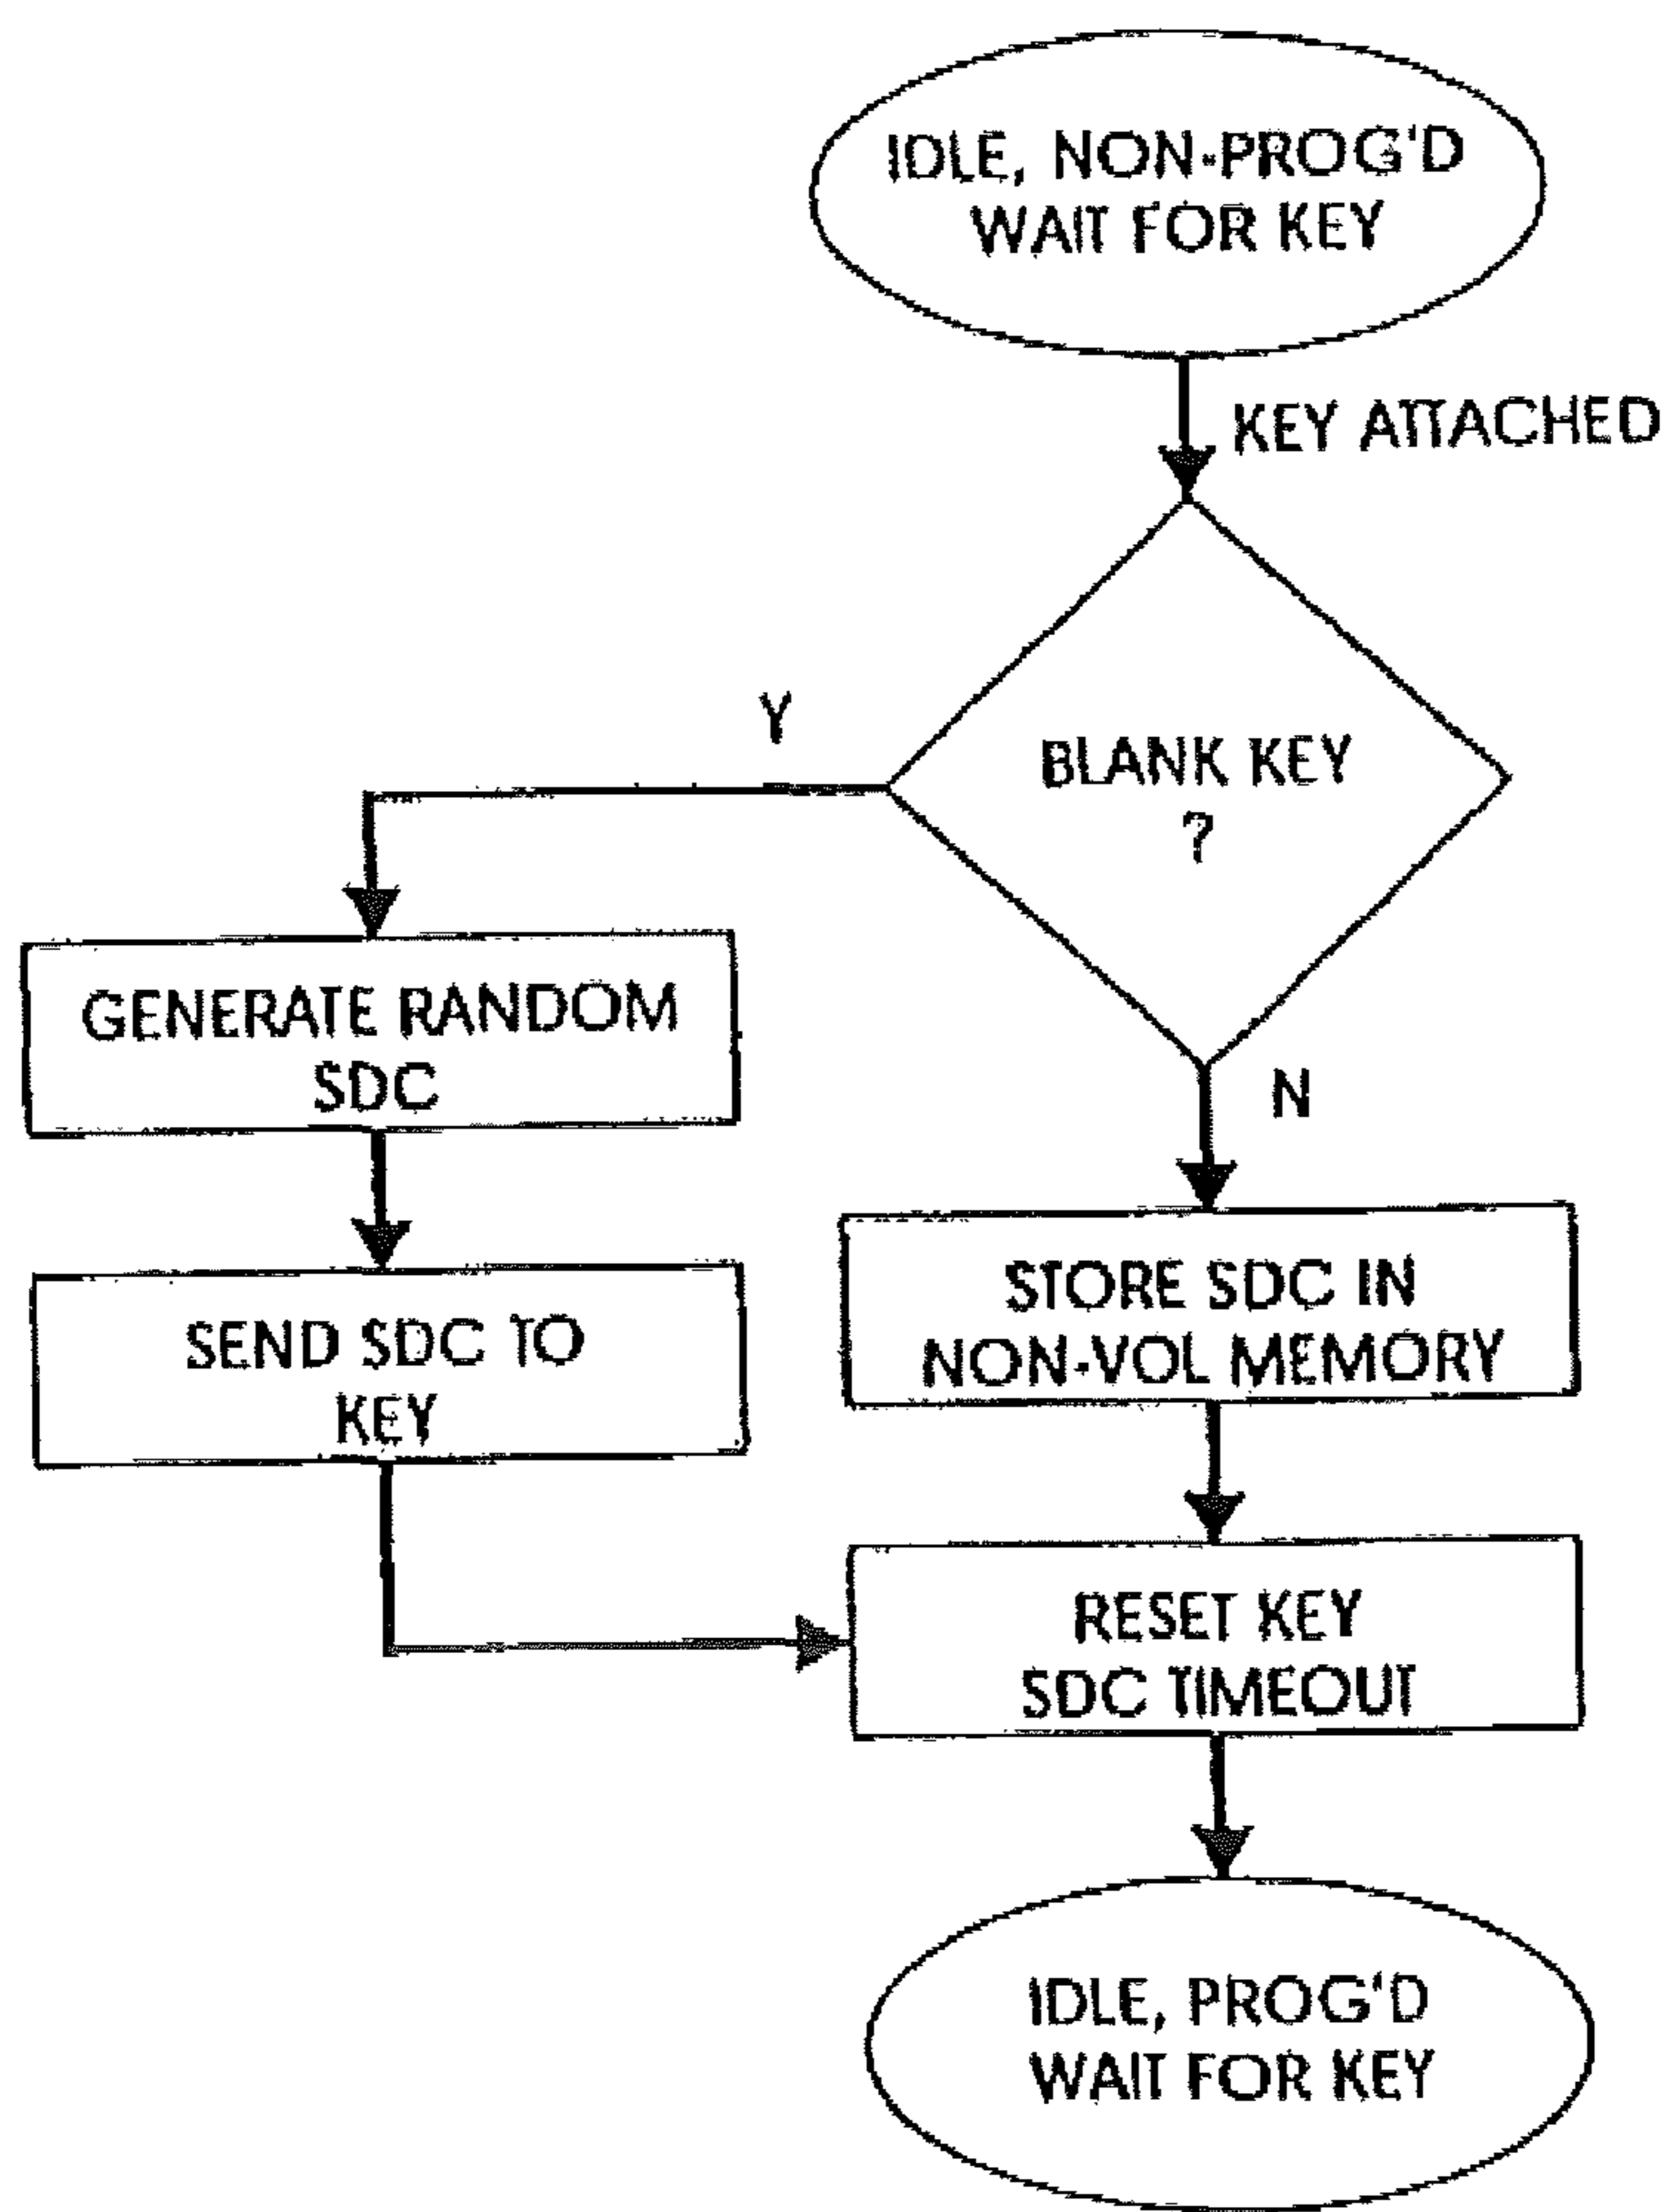 IDLE, NON-PROG'D
WAIT FOR KEY
KEY ATTACHED
BLANK KEY
?
Y
N
GENERATE RANDOM
SDC
SEND SDC TO
KEY
STORE SDC IN
NON-VOL MEMORY
RESET KEY
SDC TIMEOUT
IDLE, PROG'D
WAIT FOR KEY